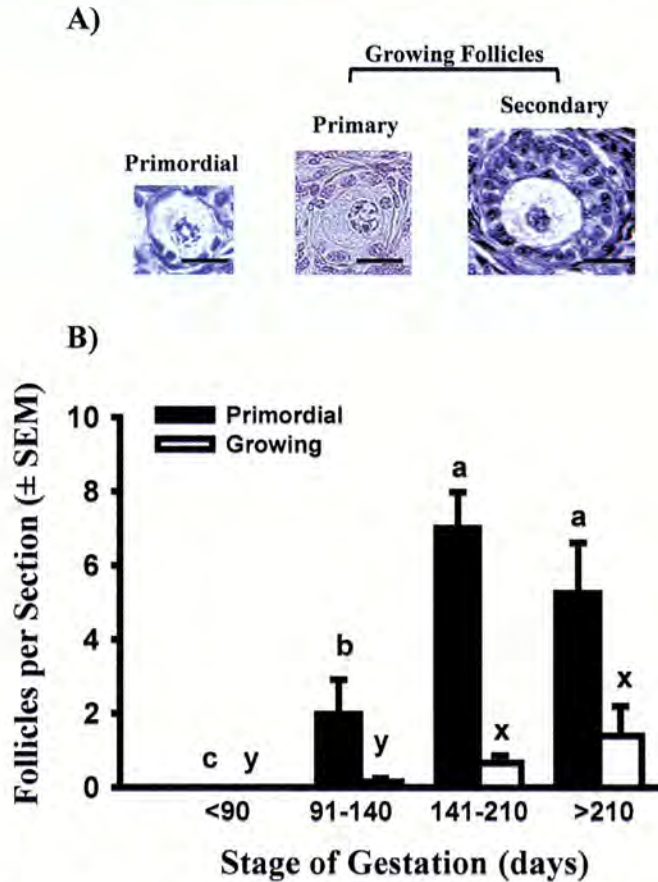 A)
Growing Follicles
Primordial
Primary
Secondary
B)
Follicles per Section (± SEM)
10
8
6
4
2
0
Primordial
Growing
c
y
b
y
a
x
a
x
<90
91-140
141-210
>210
Stage of Gestation (days)